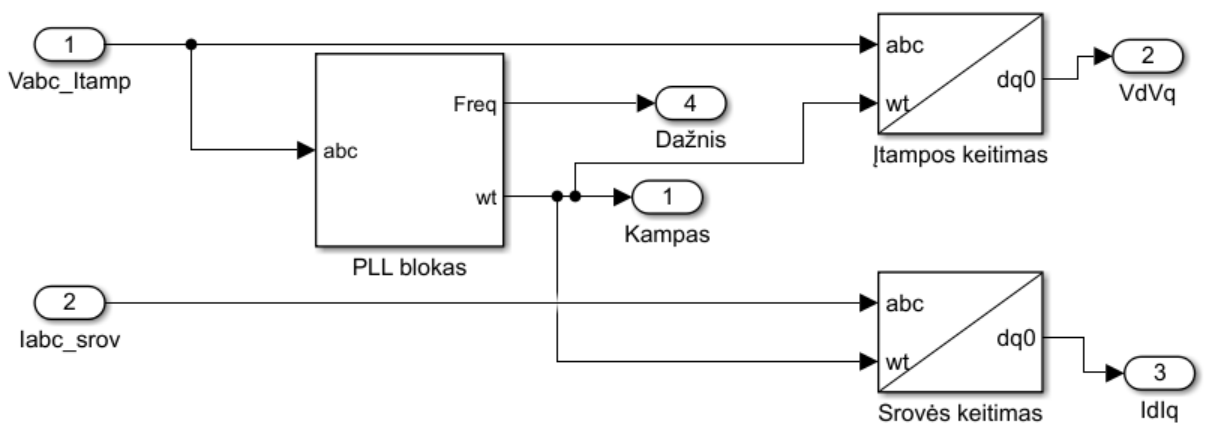 1
Vabc_Itamp
abc
Freq
wt
PLL blokas
4
Dažnis
1
Kampas
abc
wt
dq0
Įtampos keitimas
2
VdVq
2
Iabc_srov
abc
wt
dq0
Srovės keitimas
3
IdIq